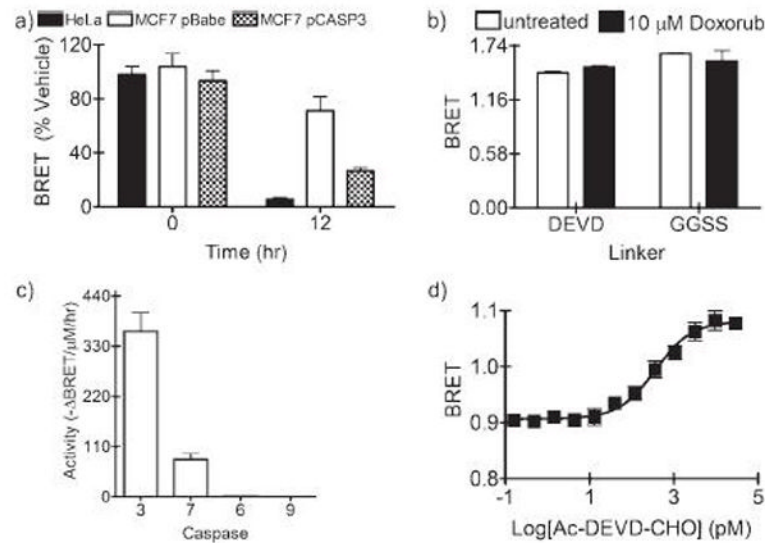 a)
HeLa MCF7 pBabe MCF7 pCASP3
BRET (% Vehicle)
120
80
40
0
0 12
Time (hr)
b)
untreated 10 μM Doxorub
BRET
1.74
1.16
0.58
0.00
DEVD GGSS
Linker
c)
Activity (-ΔBRET/μM/hr)
440
330
220
110
0
3 7 6 9
Caspase
d)
BRET
1.1
1.0
0.9
0.8
-1 1 3 5
Log[Ac-DEVD-CHO] (pM)